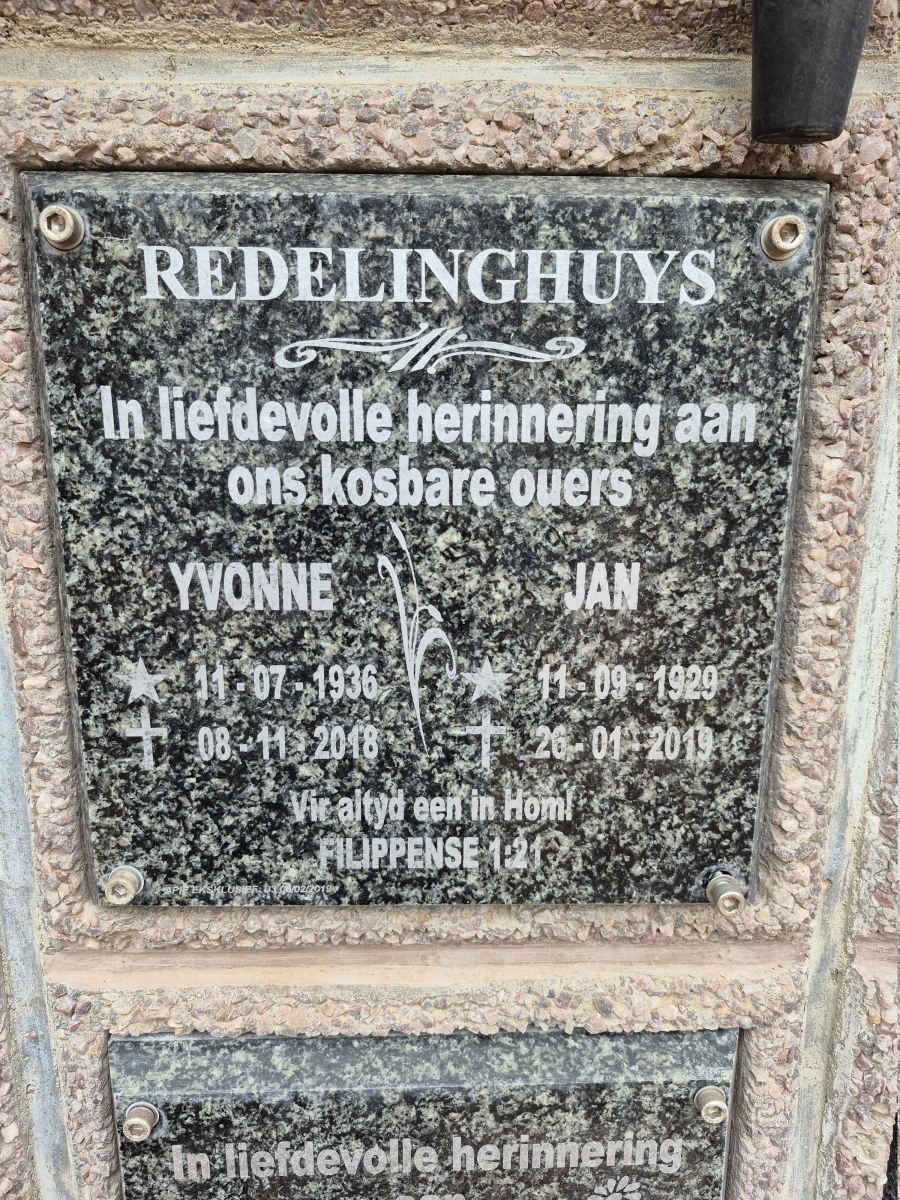 REDELINGHUYS
In liefdevolle herinnering aan
ons kosbare ouers
YVONNE JAN
11 - 07 - 1936 11 - 09 - 1929
08 - 11 - 2018 26 - 01 - 2019
Vir altyd een in Hom!
FILIPPENSE 1:21
In liefdevolle herinnering